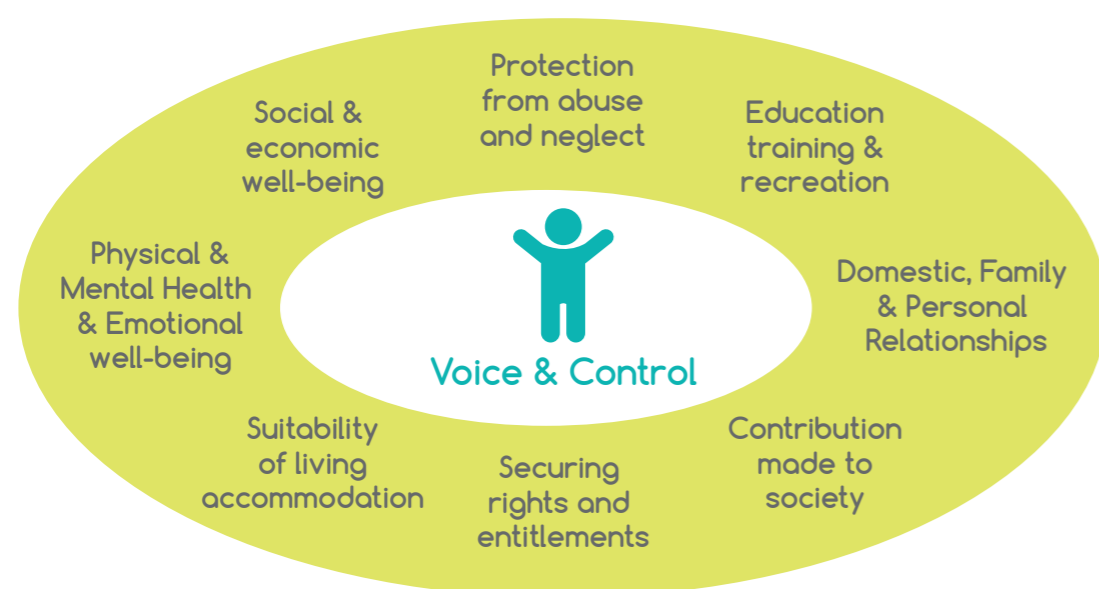 Protection
from abuse
and neglect
Education
training &
recreation
Domestic, Family
& Personal
Relationships
Contribution
made to
society
Securing
rights and
entitlements
Suitability
of living
accommodation
Physical &
Mental Health
& Emotional
well-being
Social &
economic
well-being
Voice & Control